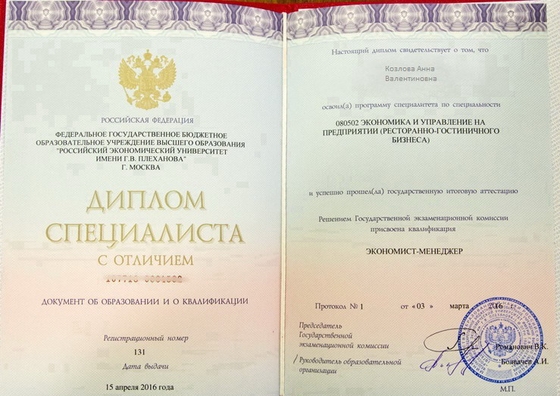 РОССИЙСКАЯ ФЕДЕРАЦИЯ
ФЕДЕРАЛЬНОЕ ГОСУДАРСТВЕННОЕ БЮДЖЕТНОЕ
ОБРАЗОВАТЕЛЬНОЕ УЧРЕЖДЕНИЕ ВЫСШЕГО ОБРАЗОВАНИЯ
"РОССИЙСКИЙ ЭКОНОМИЧЕСКИЙ УНИВЕРСИТЕТ
ИМЕНИ Г.В. ПЛЕХАНОВА"
Г. МОСКВА
ДИПЛОМ
СПЕЦИАЛИСТА
С ОТЛИЧИЕМ
ДОКУМЕНТ ОБ ОБРАЗОВАНИИ И О КВАЛИФИКАЦИИ
Регистрационный номер
131
Дата выдачи
15 апреля 2016 года
Настоящий диплом свидетельствует о том, что
Козлова Анна
Валентиновна
освоил(а) программу специалитета по специальности
080502 ЭКОНОМИКА И УПРАВЛЕНИЕ НА
ПРЕДПРИЯТИИ (РЕСТОРАННО-ГОСТИНИЧНОГО
БИЗНЕСА)
и успешно прошел(ла) государственную итоговую аттестацию
Решением Государственной экзаменационной комиссии
присвоена квалификация
ЭКОНОМИСТ-МЕНЕДЖЕР
Протокол № 1 от «03» марта 2016 г.
Председатель
Государственной
экзаменационной комиссии Романович В.К.
Руководитель образовательной
организации А.И.
М.П.